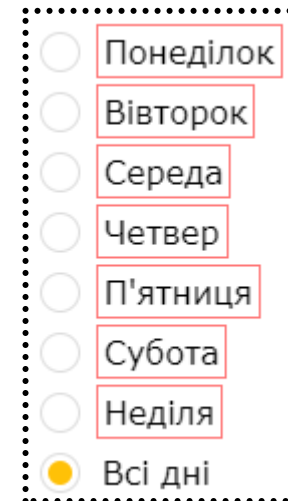 Понеділок
Вівторок
Середа
Четвер
П'ятниця
Субота
Неділя
Всі дні